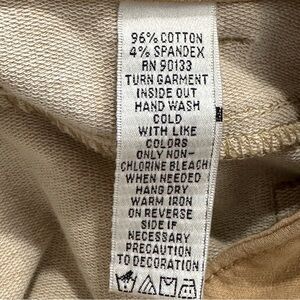 96% COTTON
4% SPANDEX
RN 90133
TURN GARMENT
INSIDE OUT
HAND WASH
COLD
WITH LIKE
COLORS
ONLY NON-
CHLORINE BLEACH
WHEN NEEDED
HANG DRY
WARM IRON
ON REVERSE
SIDE IF
NECESSARY
PRECAUTION
TO DECORATION